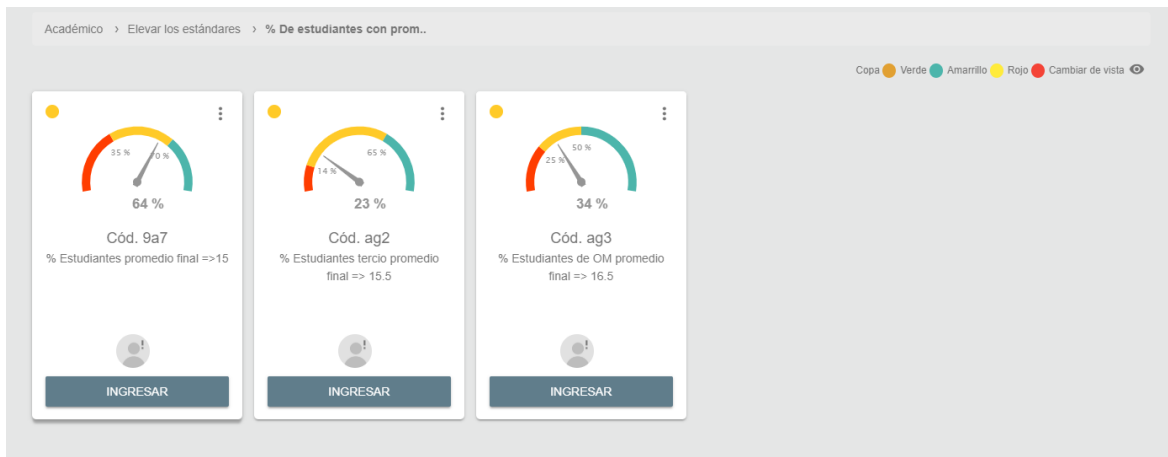 Académico › Elevar los estándares › % De estudiantes con prom..
Copa Verde Amarrillo Rojo Cambiar de vista
35 % 70 %
64 %
Cód. 9a7
% Estudiantes promedio final =>15
INGRESAR
14 % 65 %
23 %
Cód. ag2
% Estudiantes tercio promedio
final => 15.5
INGRESAR
25 % 50 %
34 %
Cód. ag3
% Estudiantes de OM promedio
final => 16.5
INGRESAR